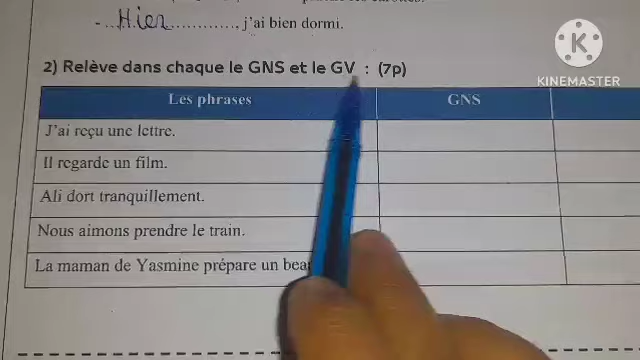 - Hier, j'ai bien dormi.
KINEMASTER
2) Relève dans chaque le GNS et le GV : (7p)
Les phrases GNS
J'ai reçu une lettre.
Il regarde un film.
Ali dort tranquillement.
Nous aimons prendre le train.
La maman de Yasmine prépare un